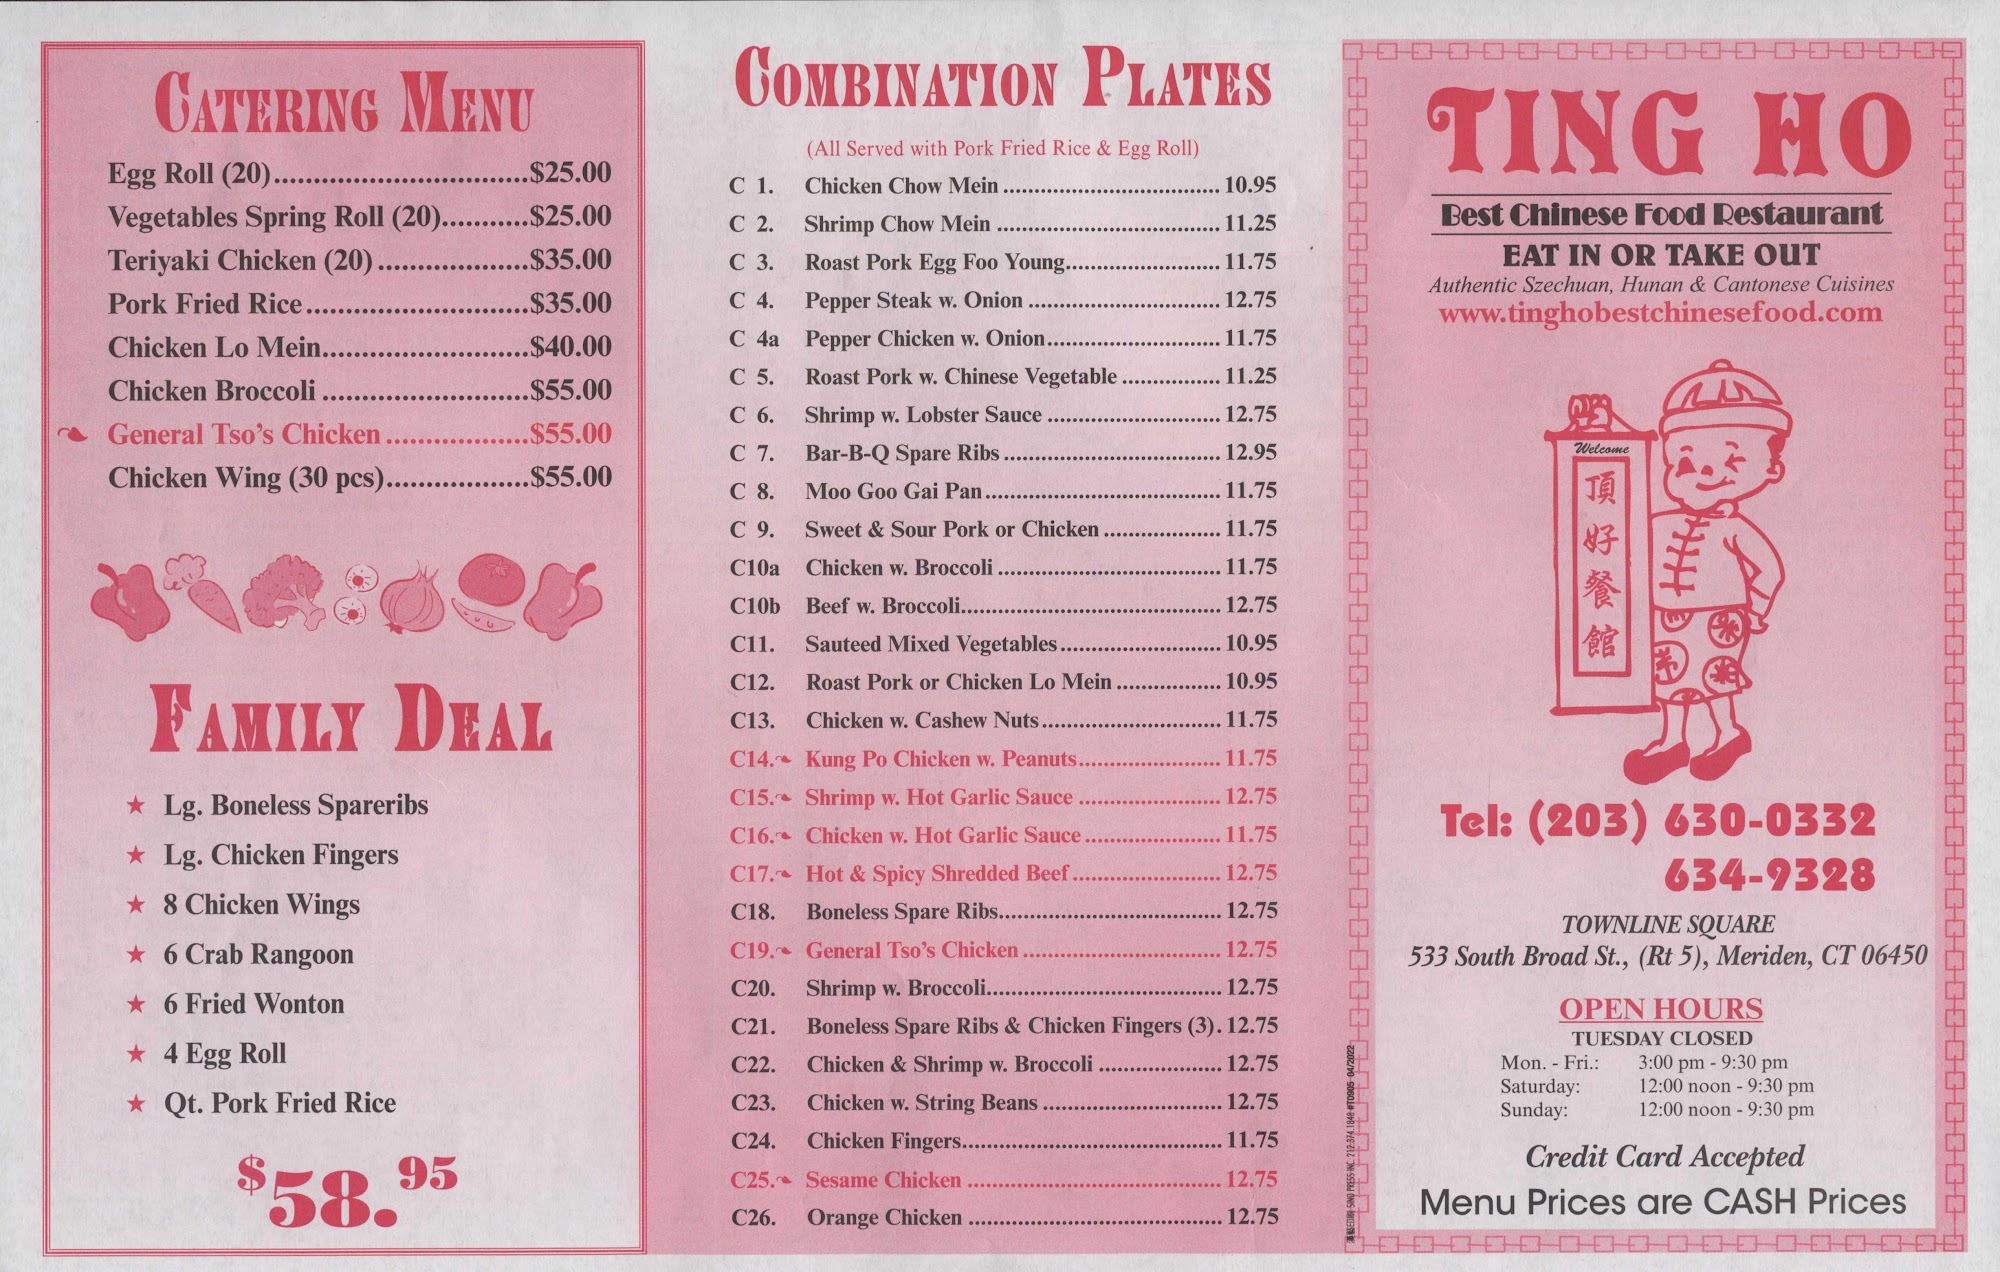 CATERING MENU
Egg Roll (20)..............................$25.00
Vegetables Spring Roll (20)...........$25.00
Teriyaki Chicken (20) ..................$35.00
Pork Fried Rice...........................$35.00
Chicken Lo Mein.........................$40.00
Chicken Broccoli .........................$55.00
General Tso's Chicken .................$55.00
Chicken Wing (30 pcs).................$55.00
FAMILY DEAL
★ Lg. Boneless Spareribs
★ Lg. Chicken Fingers
★ 8 Chicken Wings
★ 6 Crab Rangoon
★ 6 Fried Wonton
★ 4 Egg Roll
★ Qt. Pork Fried Rice
$58.95
COMBINATION PLATES
(All Served with Pork Fried Rice & Egg Roll)
C 1. Chicken Chow Mein .................................... 10.95
C 2. Shrimp Chow Mein ..................................... 11.25
C 3. Roast Pork Egg Foo Young.......................... 11.75
C 4. Pepper Steak w. Onion ................................ 12.75
C 4a Pepper Chicken w. Onion............................. 11.75
C 5. Roast Pork w. Chinese Vegetable ................ 11.25
C 6. Shrimp w. Lobster Sauce ............................. 12.75
C 7. Bar-B-Q Spare Ribs .................................... 12.95
C 8. Moo Goo Gai Pan....................................... 11.75
C 9. Sweet & Sour Pork or Chicken ................... 11.75
C10a Chicken w. Broccoli ..................................... 11.75
C10b Beef w. Broccoli........................................... 12.75
C11. Sauteed Mixed Vegetables........................... 10.95
C12. Roast Pork or Chicken Lo Mein ................. 10.95
C13. Chicken w. Cashew Nuts.............................. 11.75
C14. Kung Po Chicken w. Peanuts........................ 11.75
C15. Shrimp w. Hot Garlic Sauce ....................... 12.75
C16. Chicken w. Hot Garlic Sauce....................... 11.75
C17. Hot & Spicy Shredded Beef......................... 12.75
C18. Boneless Spare Ribs..................................... 12.75
C19. General Tso's Chicken ................................. 12.75
C20. Shrimp w. Broccoli....................................... 12.75
C21. Boneless Spare Ribs & Chicken Fingers (3). 12.75
C22. Chicken & Shrimp w. Broccoli .................... 12.75
C23. Chicken w. String Beans .............................. 12.75
C24. Chicken Fingers........................................... 11.75
C25. Sesame Chicken .......................................... 12.75
C26. Orange Chicken .......................................... 12.75
TING HO
Best Chinese Food Restaurant
EAT IN OR TAKE OUT
Authentic Szechuan, Hunan & Cantonese Cuisines
www.tinghobestchinesefood.com
Welcome
頂好餐館
Tel: (203) 630-0332
634-9328
TOWNLINE SQUARE
533 South Broad St., (Rt 5), Meriden, CT 06450
OPEN HOURS
TUESDAY CLOSED
Mon. - Fri.: 3:00 pm - 9:30 pm
Saturday: 12:00 noon - 9:30 pm
Sunday: 12:00 noon - 9:30 pm
Credit Card Accepted
Menu Prices are CASH Prices
PRESS INC. 212.374.1848 #T0905 04/2022